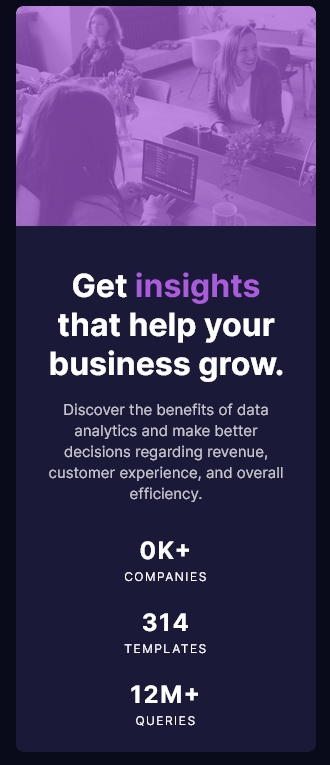 Get insights
that help your
business grow.
Discover the benefits of data
analytics and make better
decisions regarding revenue,
customer experience, and overall
efficiency.
0K+
COMPANIES
314
TEMPLATES
12M+
QUERIES